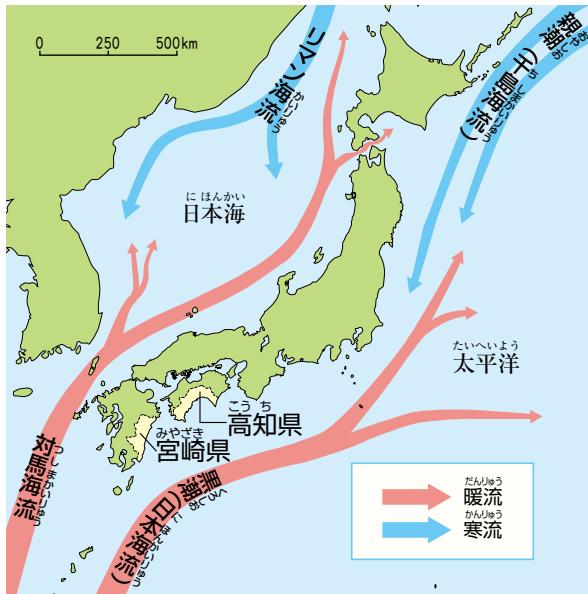 0 250 500km
かいりゅう
リマン海流
おやしお
親潮
ちしまかいりゅう
(千島海流)
に ほんかい
日本海
たいへいよう
太平洋
こうち
高知県
みやざき
宮崎県
つしまかいりゅう
対馬海流
くろしお
黒潮
にほんかいりゅう
(日本海流)
だんりゅう
暖流
かんりゅう
寒流